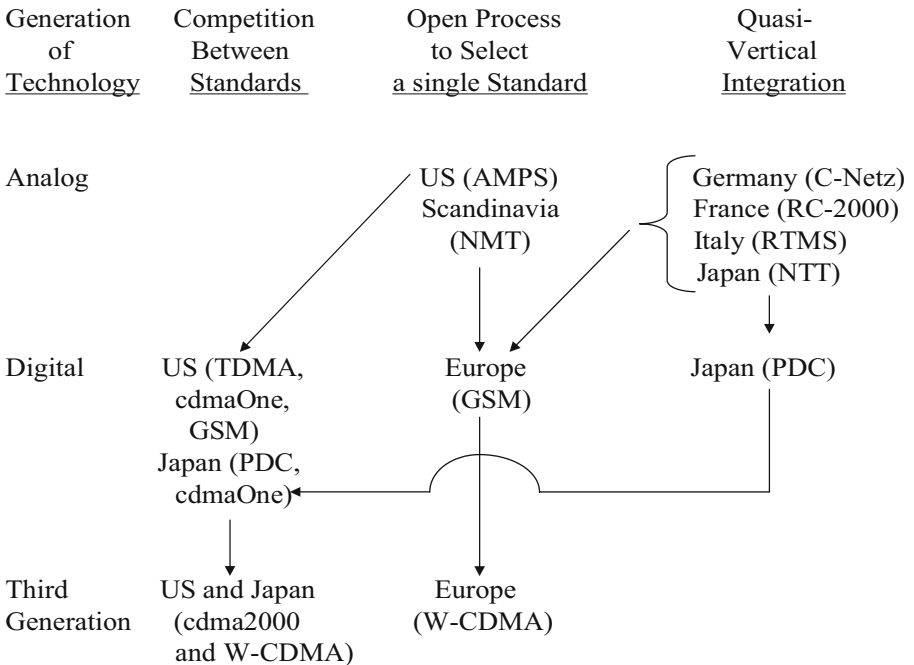 Generation Competition Open Process Quasi-
of Between to Select Vertical
Technology Standards a single Standard Integration
Analog US (AMPS) Germany (C-Netz)
Scandinavia France (RC-2000)
(NMT) Italy (RTMS)
Japan (NTT)
Digital US (TDMA, Europe Japan (PDC)
cdmaOne, (GSM)
GSM)
Japan (PDC,
cdmaOne)
Third US and Japan Europe
Generation (cdma2000 (W-CDMA)
and W-CDMA)